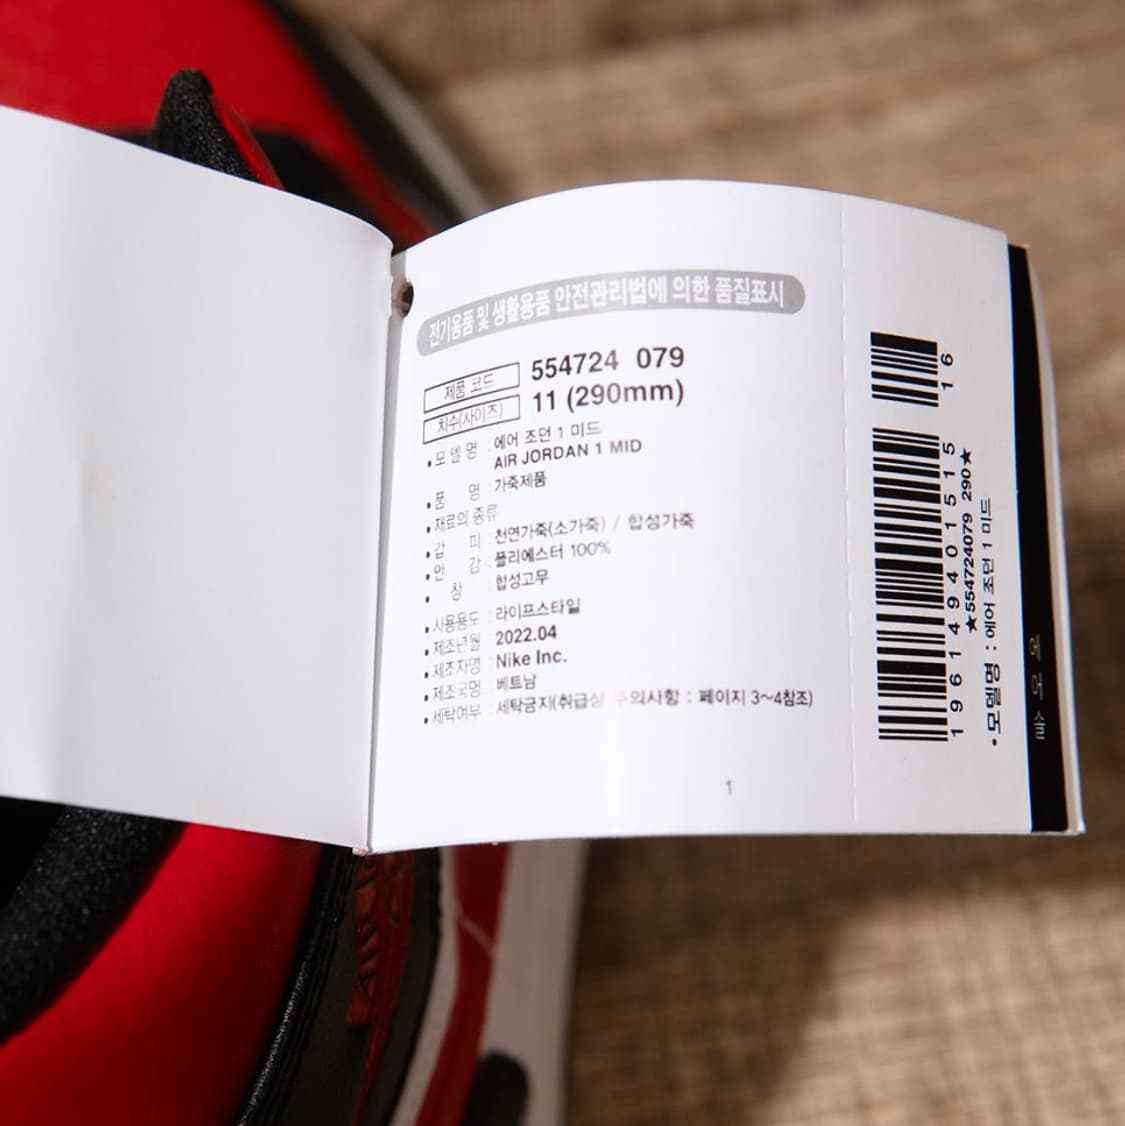 전기용품 및 생활용품 안전관리법에 의한 품질표시
제품 코드 554724 079
치수(사이즈) 11 (290mm)
• 모 델 명 : 에어 조던 1 미드
AIR JORDAN 1 MID
• 품 명 : 가죽제품
• 재료의 종류
• 갑 피 : 천연가죽(소가죽) / 합성가죽
• 안 감 : 폴리에스터 100%
• 창 : 합성고무
• 사용용도 : 라이프스타일
• 제조년월 : 2022.04
• 제조자명 : Nike Inc.
• 제조국명 : 베트남
• 세탁여부 : 세탁금지(취급상 주의사항 : 페이지 3~4참조)
1
196149401515 16
★554724079 290★
• 모델명 : 에어 조던 1 미드